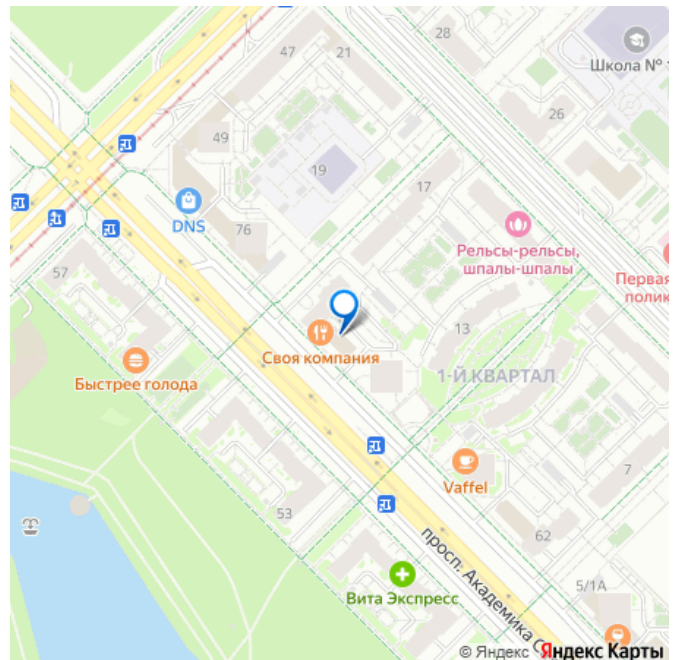 28
47
21
Школа № 1
26
49
19
17
DNS
76
Рельсы-рельсы,
шпалы-шпалы
57
Первая
полик
Своя компания
13
Быстрее голода
1-Й КВАРТАЛ
7
Vaffel
62
53
просп. Академика С
Вита Экспресс
5/1А
© Яндекс Яндекс Карты